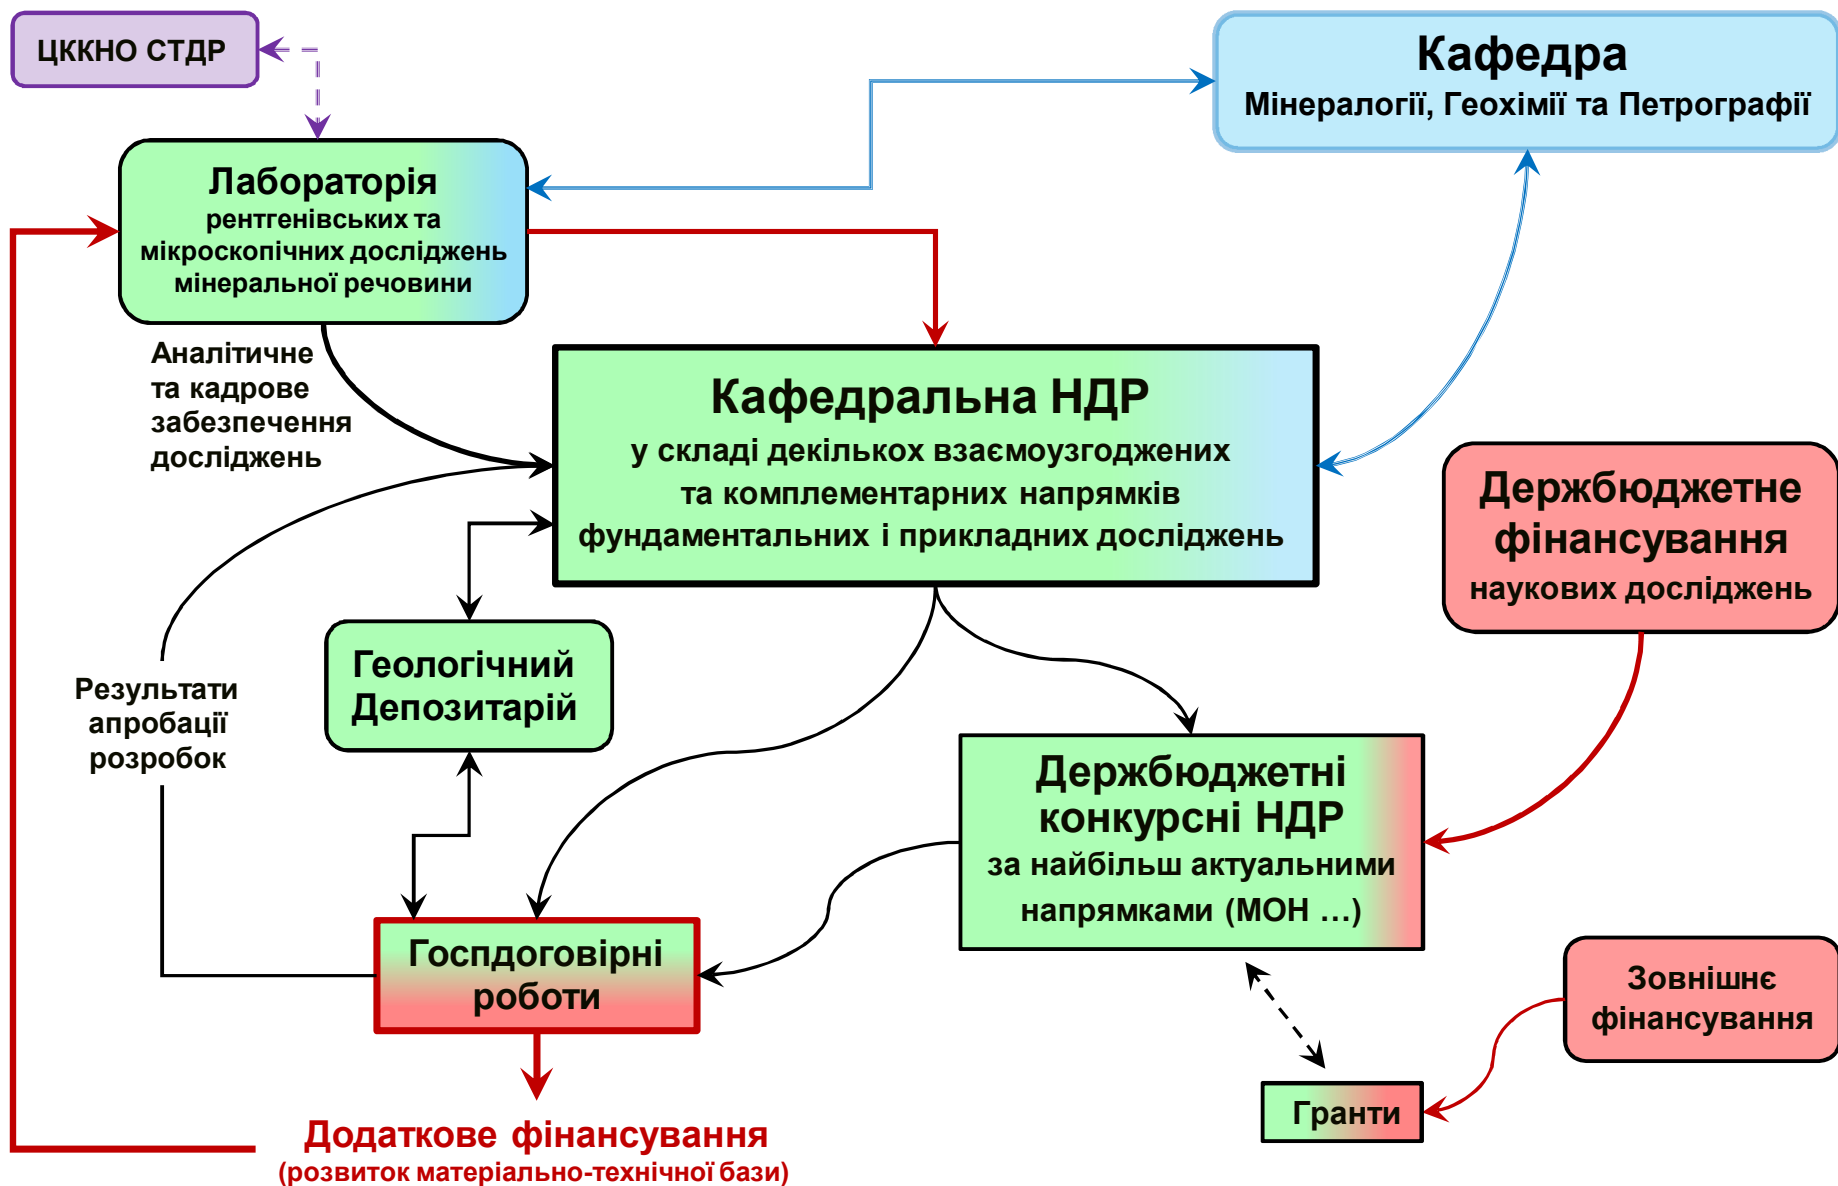 ЦККНО СТДР
Кафедра
Мінералогії, Геохімії та Петрографії
Лабораторія
рентгенівських та
мікроскопічних досліджень
мінеральної речовини
Аналітичне
та кадрове
забезпечення
досліджень
Кафедральна НДР
у складі декількох взаємоузгоджених
та комплементарних напрямків
фундаментальних і прикладних досліджень
Держбюджетне
фінансування
наукових досліджень
Геологічний
Депозитарій
Результати
апробації
розробок
Держбюджетні
конкурсні НДР
за найбільш актуальними
напрямками (МОН ...)
Госпдоговірні
роботи
Зовнішнє
фінансування
Гранти
Додаткове фінансування
(розвиток матеріально-технічної бази)